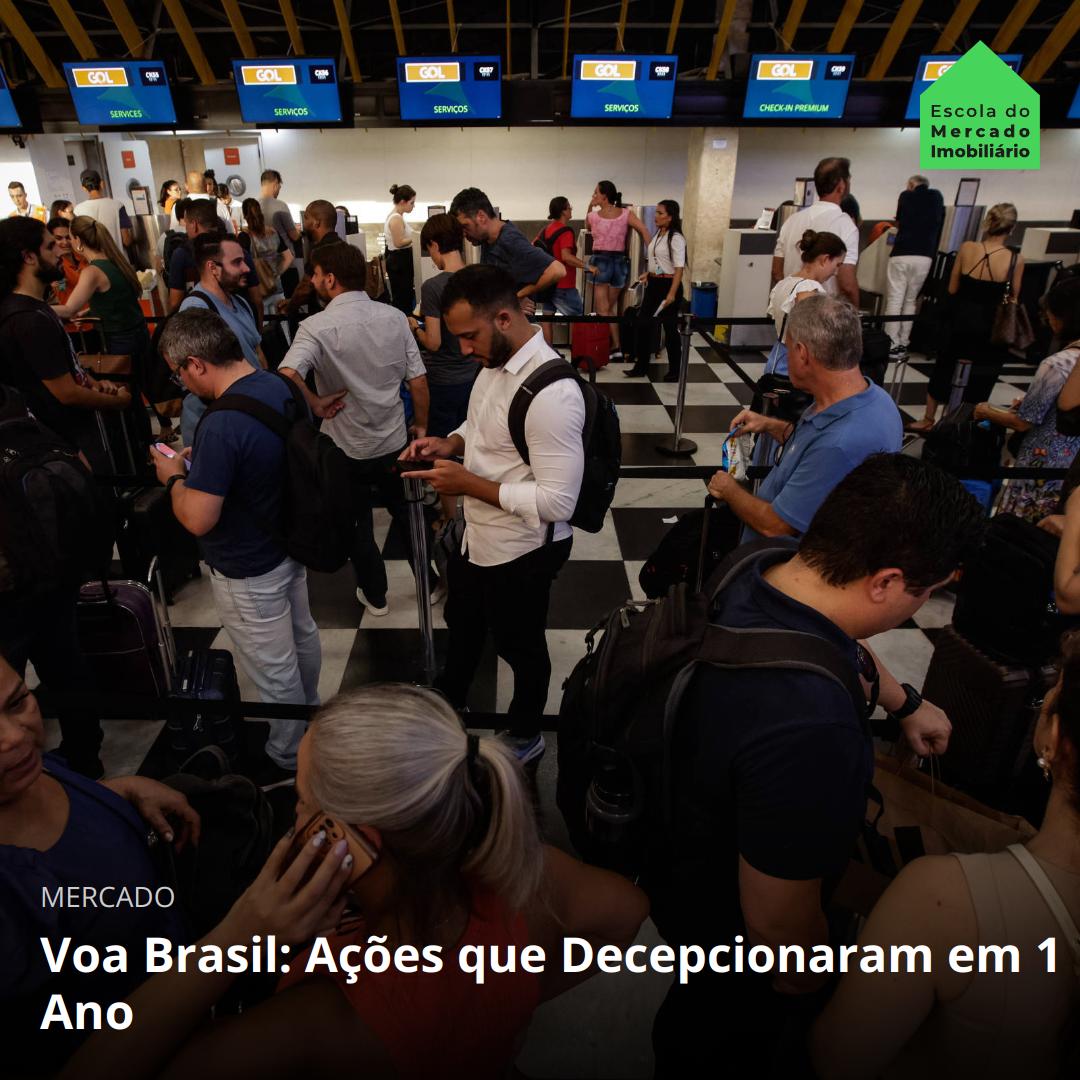 GOL
SERVICES
GOL
SERVIÇOS
GOL
SERVIÇOS
GOL
SERVIÇOS
GOL
CHECK-IN PREMIUM
Escola do
Mercado
Imobiliário
MERCADO
Voa Brasil: Ações que Decepcionaram em 1
Ano